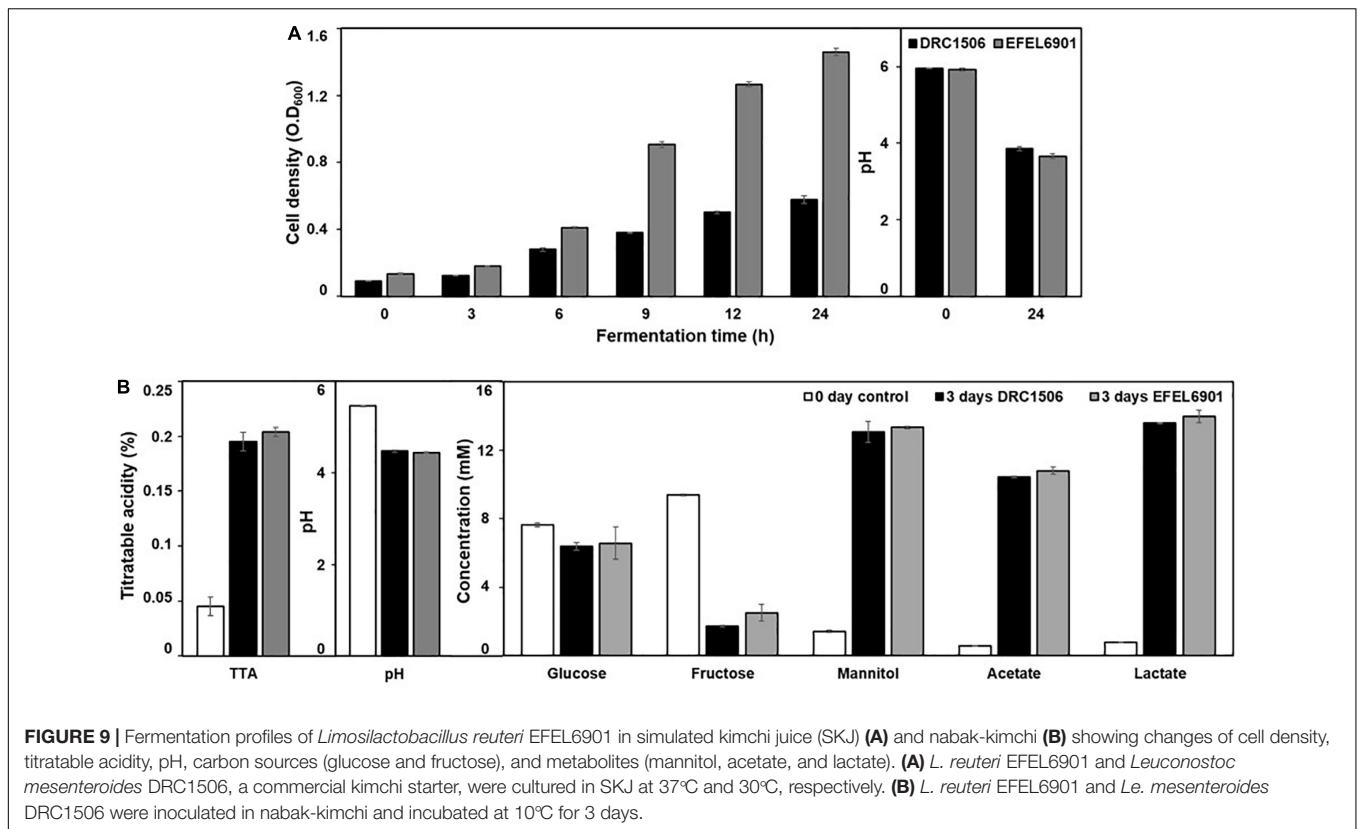 A
1.6
1.2
0.8
0.4
0
Cell density (O.D600)
0
3
6
9
12
24
Fermentation time (h)
DRC1506
EFEL6901
6
4
2
0
pH
0
24
B
0.25
0.2
0.15
0.1
0.05
0
Titratable acidity (%)
TTA
6
4
2
0
pH
pH
16
12
8
4
0
Concentration (mM)
0 day control
3 days DRC1506
3 days EFEL6901
Glucose
Fructose
Mannitol
Acetate
Lactate
FIGURE 9 | Fermentation profiles of Limosilactobacillus reuteri EFEL6901 in simulated kimchi juice (SKJ) (A) and nabak-kimchi (B) showing changes of cell density,
titratable acidity, pH, carbon sources (glucose and fructose), and metabolites (mannitol, acetate, and lactate). (A) L. reuteri EFEL6901 and Leuconostoc
mesenteroides DRC1506, a commercial kimchi starter, were cultured in SKJ at 37°C and 30°C, respectively. (B) L. reuteri EFEL6901 and Le. mesenteroides
DRC1506 were inoculated in nabak-kimchi and incubated at 10°C for 3 days.